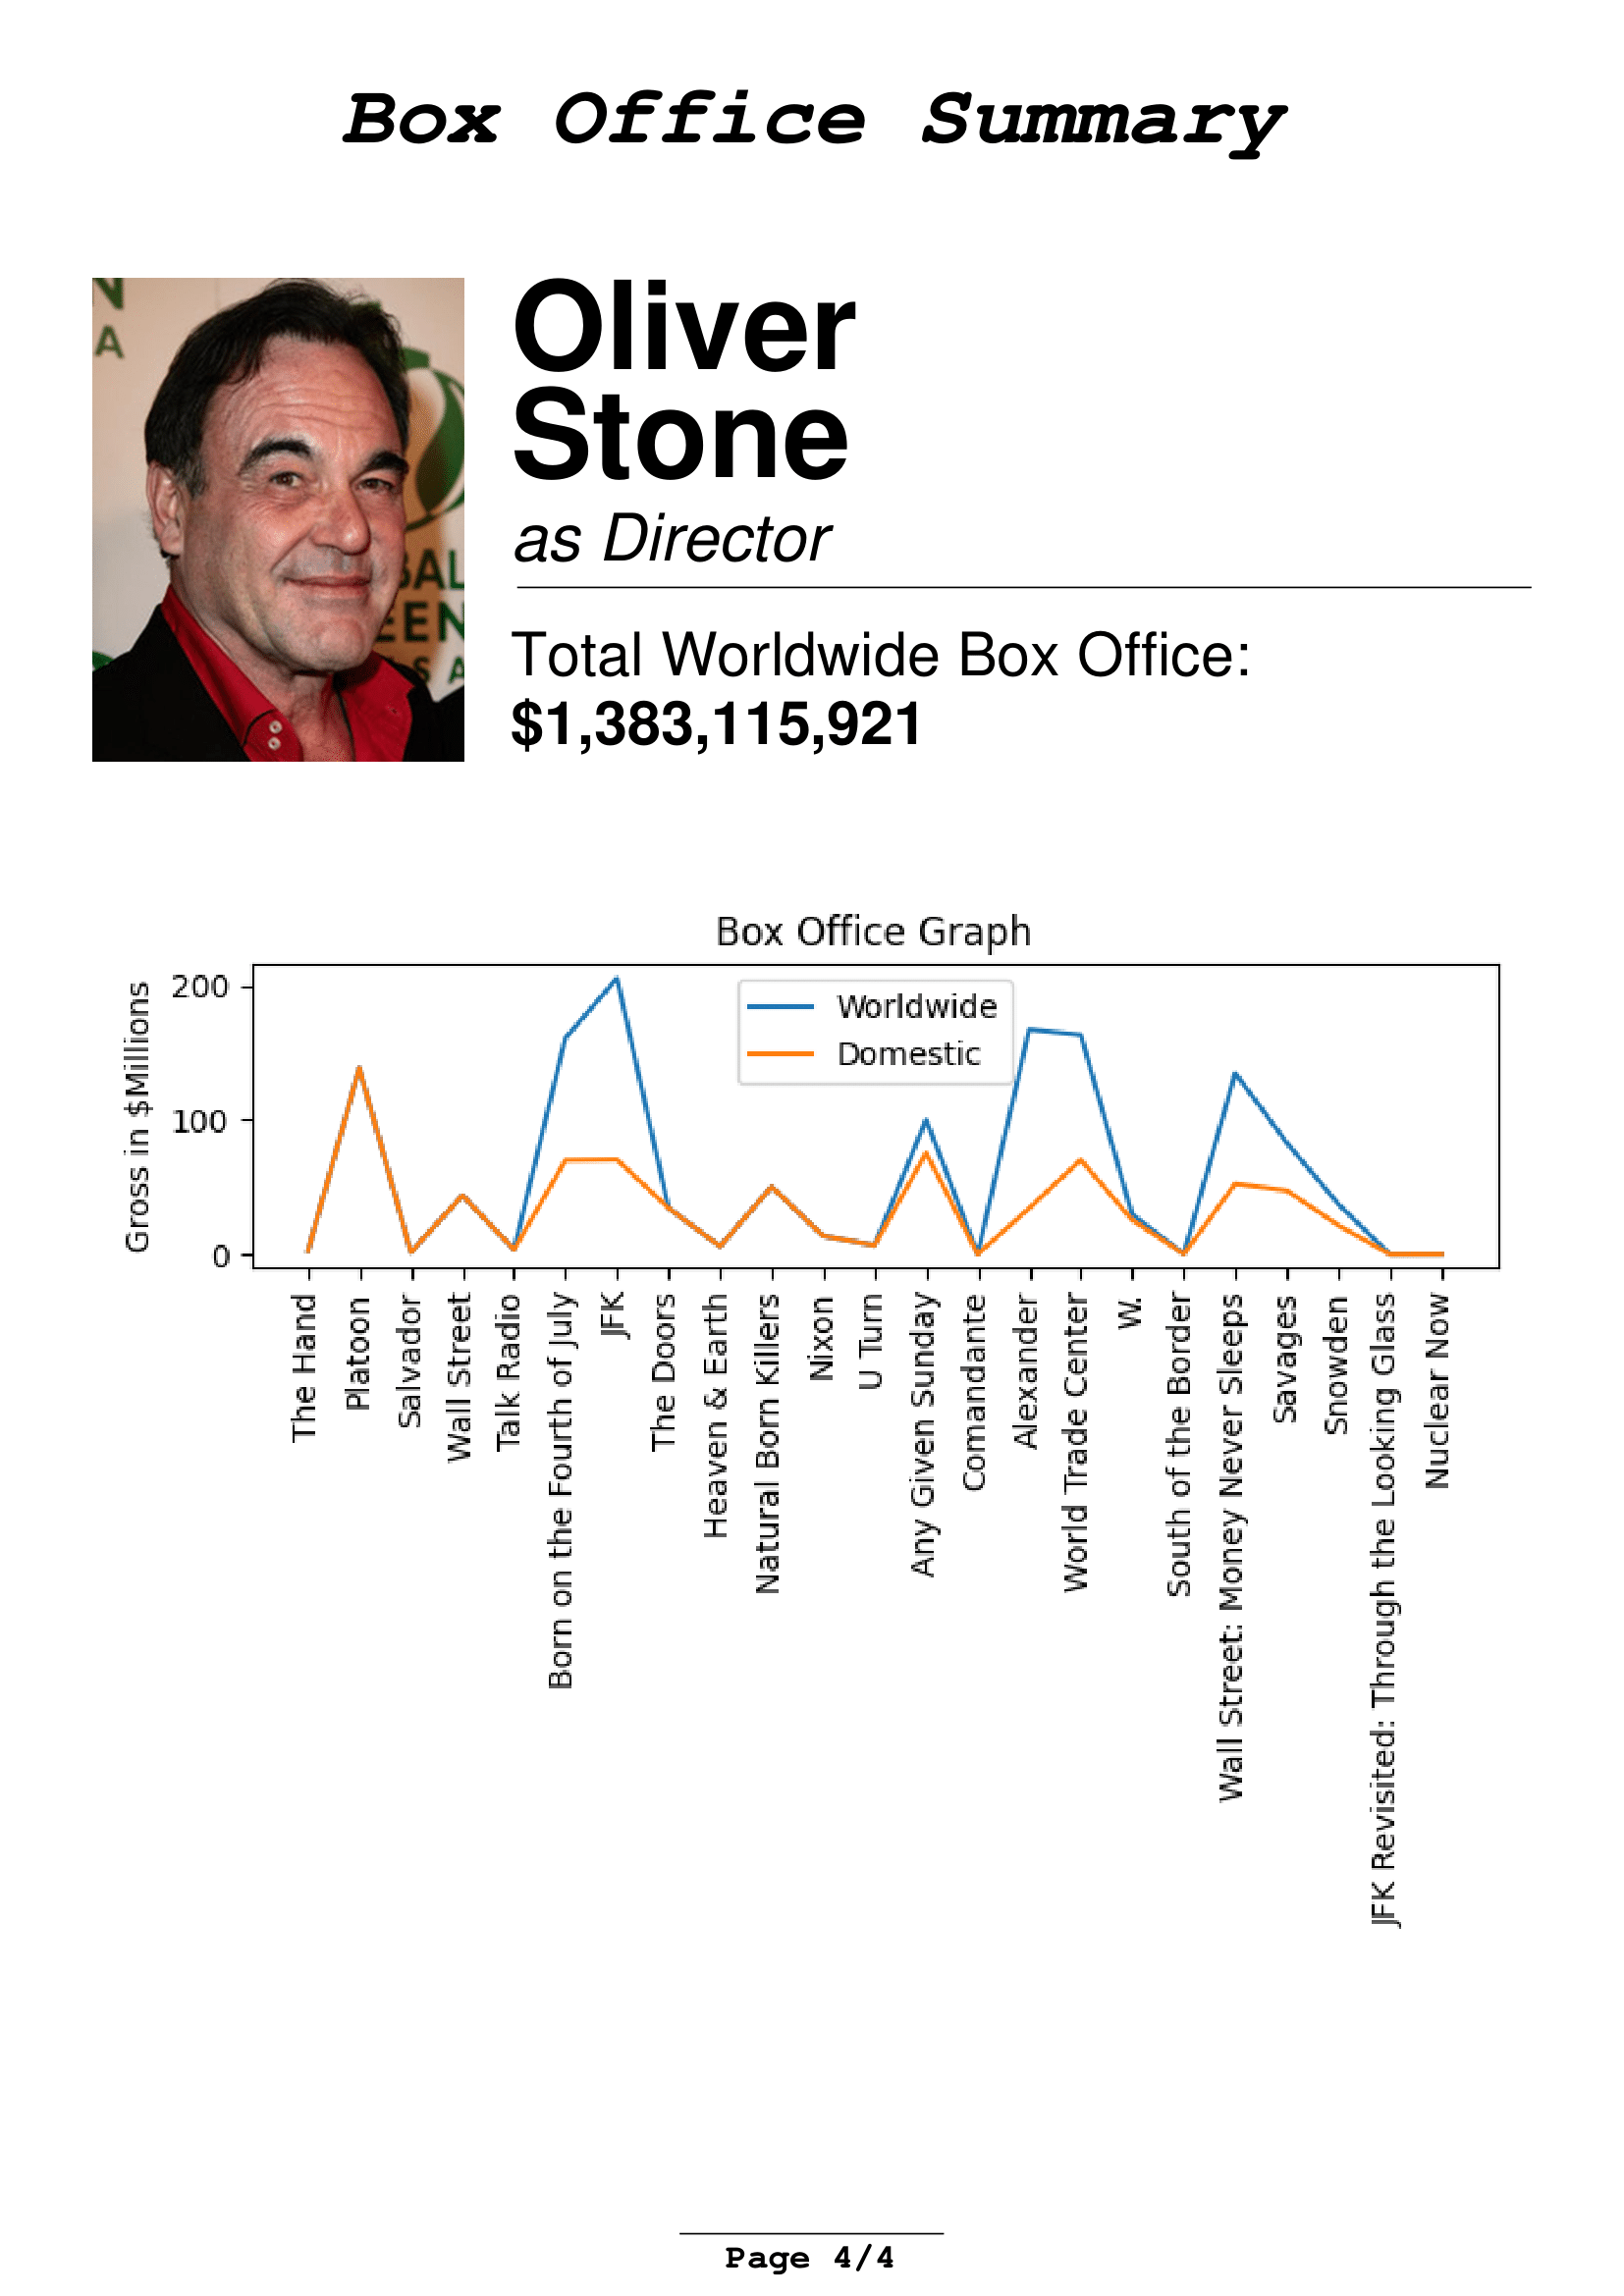 Box Office Summary
N
A
BAL
EEN
S A
Oliver
Stone
as Director
Total Worldwide Box Office:
$1,383,115,921
Box Office Graph
Gross in $Millions
200
100
0
Worldwide
Domestic
The Hand
Platoon
Salvador
Wall Street
Talk Radio
Born on the Fourth of July
JFK
The Doors
Heaven & Earth
Natural Born Killers
Nixon
U Turn
Any Given Sunday
Comandante
Alexander
World Trade Center
W.
South of the Border
Wall Street: Money Never Sleeps
Savages
Snowden
JFK Revisited: Through the Looking Glass
Nuclear Now
Page 4/4